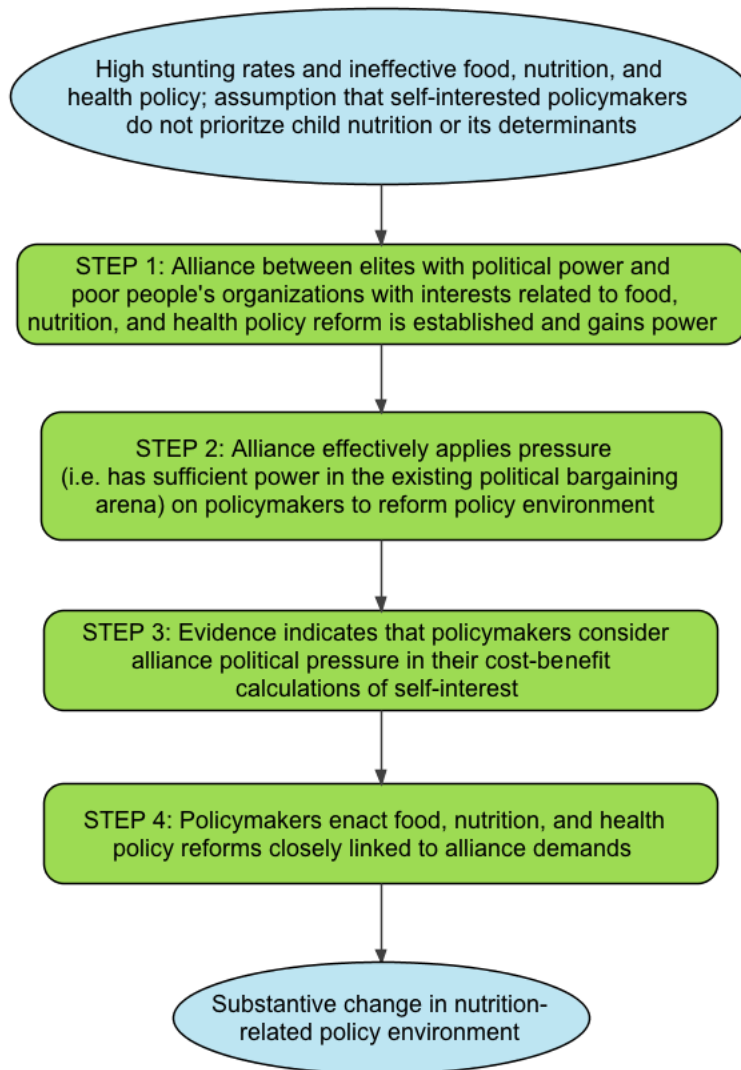 High stunting rates and ineffective food, nutrition, and
health policy; assumption that self-interested policymakers
do not prioritze child nutrition or its determinants
STEP 1: Alliance between elites with political power and
poor people's organizations with interests related to food,
nutrition, and health policy reform is established and gains power
STEP 2: Alliance effectively applies pressure
(i.e. has sufficient power in the existing political bargaining
arena) on policymakers to reform policy environment
STEP 3: Evidence indicates that policymakers consider
alliance political pressure in their cost-benefit
calculations of self-interest
STEP 4: Policymakers enact food, nutrition, and health
policy reforms closely linked to alliance demands
Substantive change in nutrition-
related policy environment